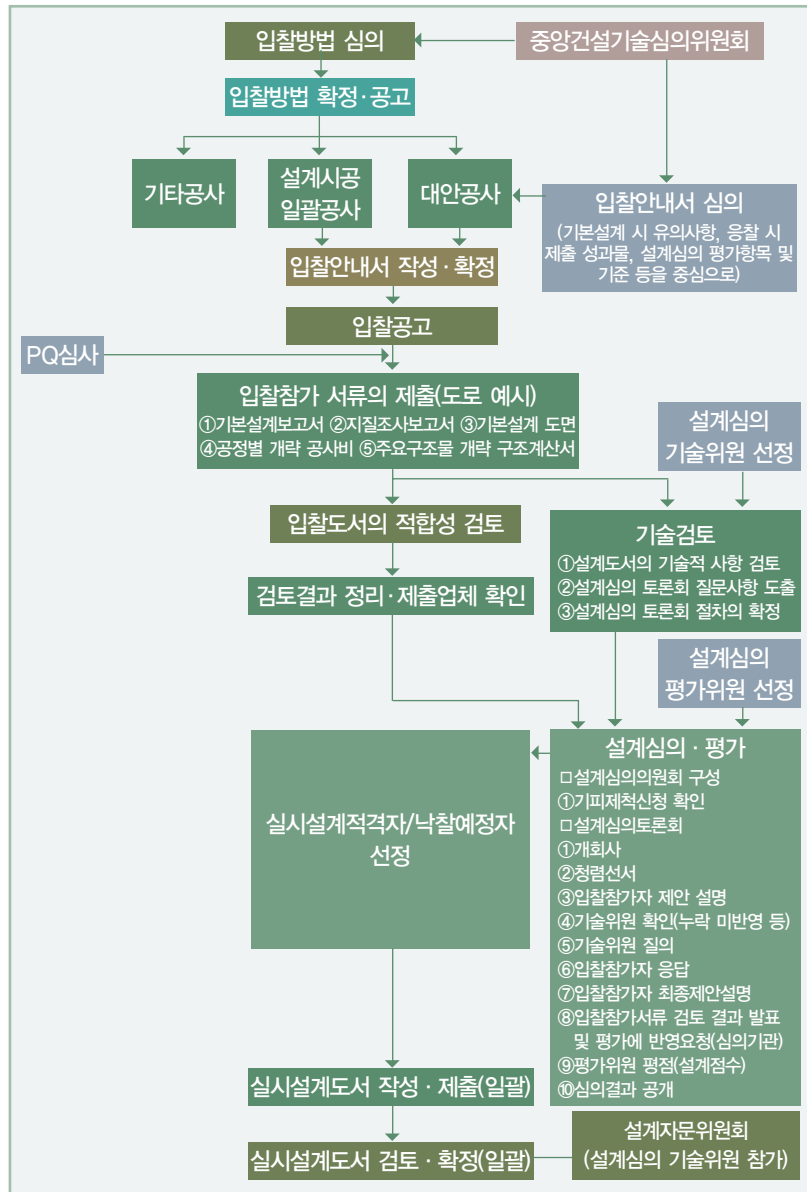 입찰방법 심의
중앙건설기술심의위원회
입찰방법 확정·공고
기타공사
설계시공
일괄공사
대안공사
입찰안내서 심의
(기본설계 시 유의사항, 응찰 시
제출 성과물, 설계심의 평가항목 및
기준 등을 중심으로)
입찰안내서 작성·확정
입찰공고
PQ심사
입찰참가 서류의 제출(도로 예시)
①기본설계보고서 ②지질조사보고서 ③기본설계 도면
④공정별 개략 공사비 ⑤주요구조물 개략 구조계산서
설계심의
기술위원 선정
입찰도서의 적합성 검토
기술검토
①설계도서의 기술적 사항 검토
②설계심의 토론회 질문사항 도출
③설계심의 토론회 절차의 확정
검토결과 정리·제출업체 확인
설계심의
평가위원 선정
설계심의·평가
□설계심의의원회 구성
①기피제척신청 확인
□설계심의토론회
①개회사
②청렴선서
③입찰참가자 제안 설명
④기술위원 확인(누락 미반영 등)
⑤기술위원 질의
⑥입찰참가자 응답
⑦입찰참가자 최종제안설명
⑧입찰참가서류 검토 결과 발표
및 평가에 반영요청(심의기관)
⑨평가위원 평점(설계점수)
⑩심의결과 공개
실시설계적격자/낙찰예정자
선정
실시설계도서 작성·제출(일괄)
실시설계도서 검토·확정(일괄)
설계자문위원회
(설계심의 기술위원 참가)